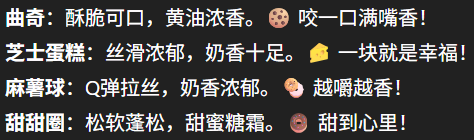 曲奇：酥脆可口，黄油浓香。🍪 咬一口满嘴香！
芝士蛋糕：丝滑浓郁，奶香十足。🧀 一块就是幸福！
麻薯球：Q弹拉丝，奶香浓郁。🍤 越嚼越香！
甜甜圈：松软蓬松，甜蜜糖霜。🍩 甜到心里！